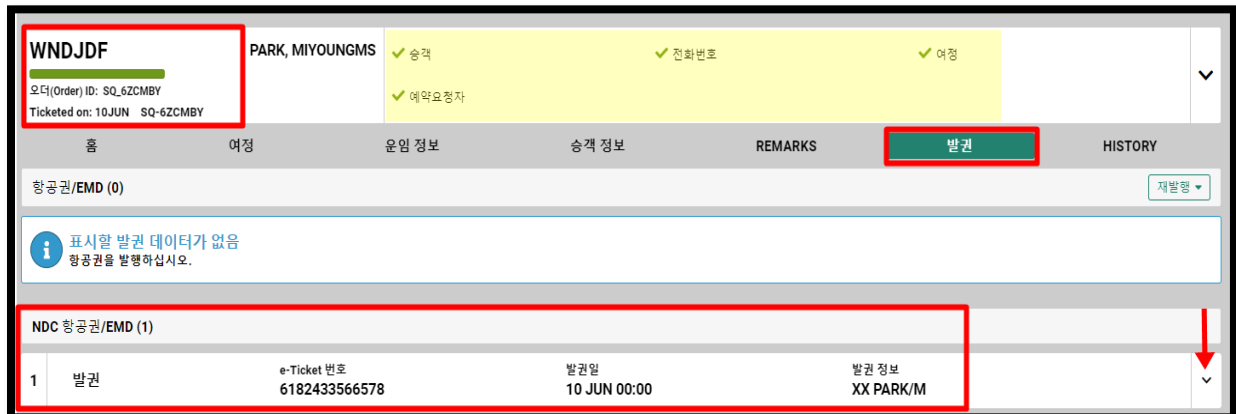 WNDJDF
PARK, MIYOUNGMS
승객
전화번호
여정
오더(Order) ID: SQ_6ZCMBY
예약요청자
Ticketed on: 10JUN SQ-6ZCMBY
홈 여정 운임 정보 승객 정보 REMARKS 발권 HISTORY
항공권/EMD (0)
재발행
표시할 발권 데이터가 없음
항공권을 발행하십시오.
NDC 항공권/EMD (1)
1 발권
e-Ticket 번호 발권일 발권 정보
6182433566578 10 JUN 00:00 XX PARK/M